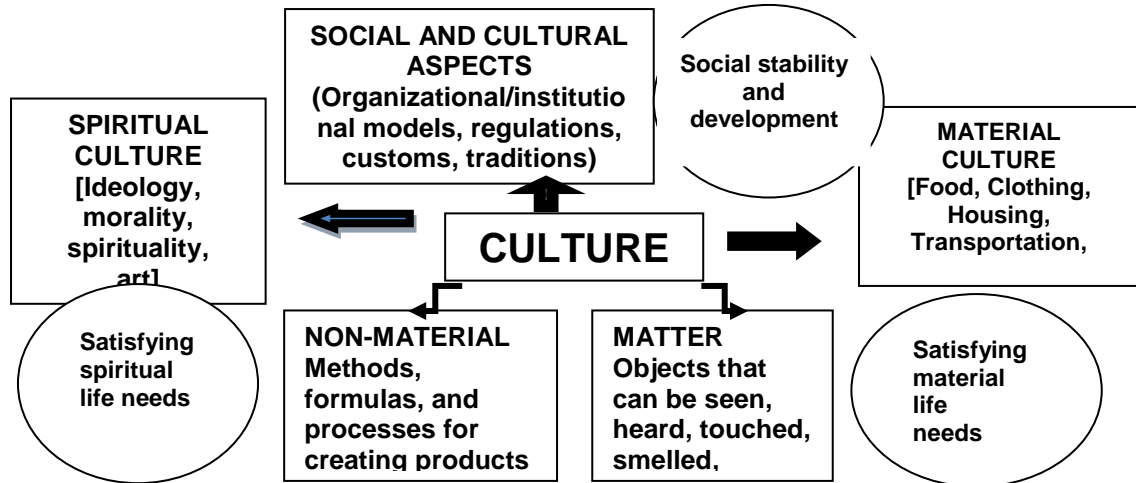 SOCIAL AND CULTURAL
ASPECTS
(Organizational/institutio
nal models, regulations,
customs, traditions)
Social stability
and
development
SPIRITUAL
CULTURE
[Ideology,
morality,
spirituality,
art]
MATERIAL
CULTURE
[Food, Clothing,
Housing,
Transportation,
CULTURE
Satisfying
spiritual
life needs
NON-MATERIAL
Methods,
formulas, and
processes for
creating products
MATTER
Objects that
can be seen,
heard, touched,
smelled,
Satisfying
material
life
needs